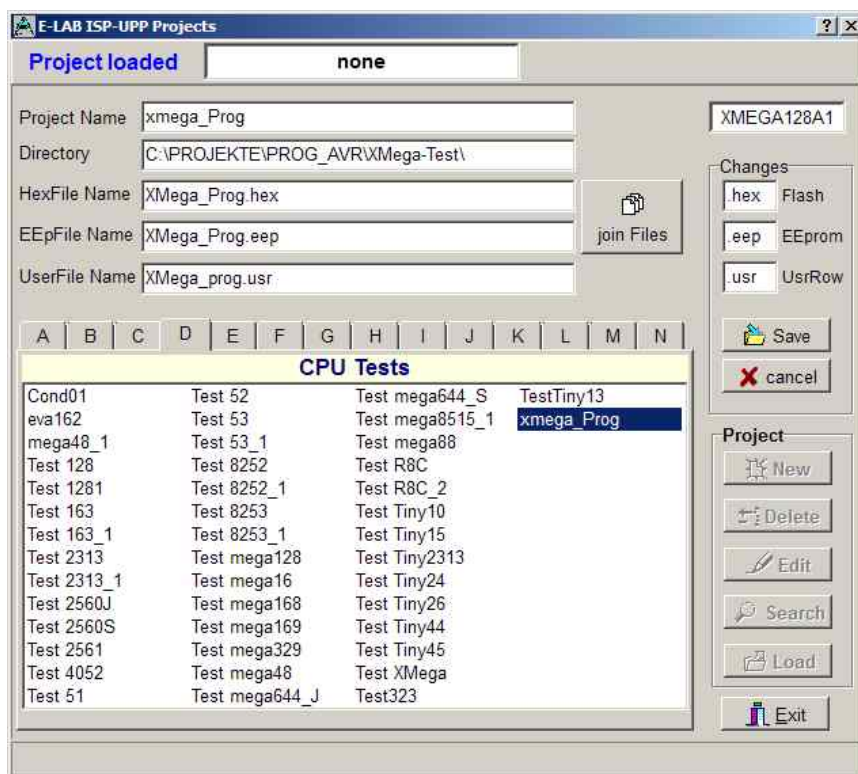 E-LAB ISP-UPP Projects
Project loaded none
Project Name xmega_Prog XMEGA128A1
Directory C:\PROJEKTE\PROG_AVR\XMega-Test\
Changes
HexFile Name XMega_Prog.hex .hex Flash
join Files
EEpFile Name XMega_Prog.eep .eep EEprom
UserFile Name XMega_prog.usr .usr UsrRow
A B C D E F G H I J K L M N
Save
cancel
CPU Tests
Cond01 Test 52 Test mega644_S TestTiny13
eva162 Test 53 Test mega8515_1 xmega_Prog
mega48_1 Test 53_1 Test mega88
Test 128 Test 8252 Test R8C
Test 1281 Test 8252_1 Test R8C_2
Test 163 Test 8253 Test Tiny10
Test 163_1 Test 8253_1 Test Tiny15
Test 2313 Test mega128 Test Tiny2313
Test 2313_1 Test mega16 Test Tiny24
Test 2560J Test mega168 Test Tiny26
Test 2560S Test mega169 Test Tiny44
Test 2561 Test mega329 Test Tiny45
Test 4052 Test mega48 Test XMega
Test 51 Test mega644_J Test323
Project
New
Delete
Edit
Search
Load
Exit